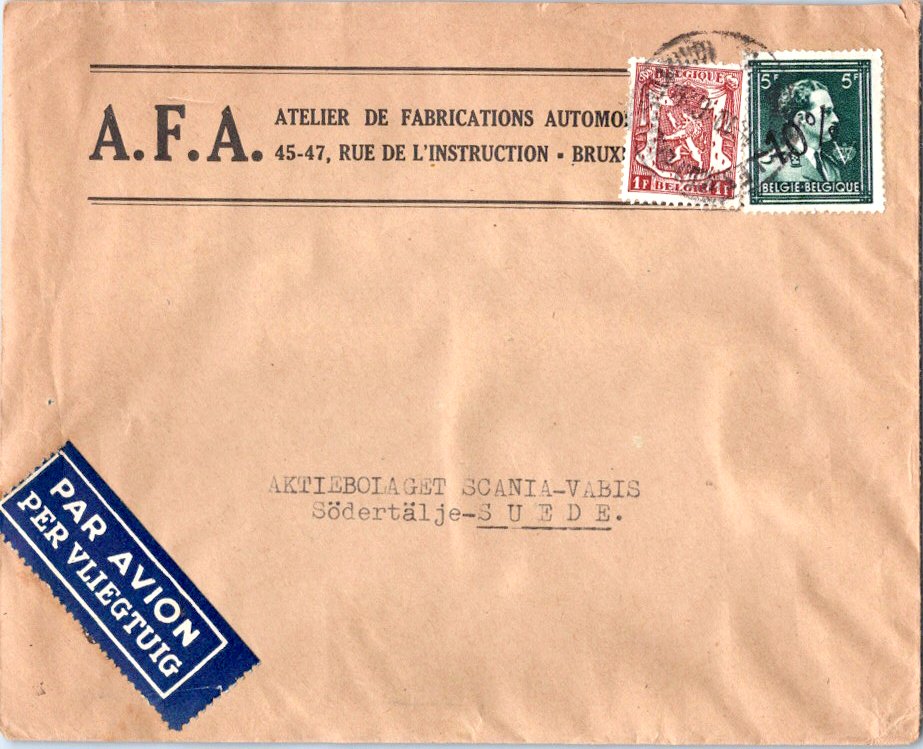 A.F.A.
ATELIER DE FABRICATIONS AUTOMO
45-47, RUE DE L'INSTRUCTION - BRUX
BELGIQUE
1F BELGIË 1F
5F 5F
-10%
BELGIE-BELGIQUE
AKTIEBOLAGET SCANIA-VABIS
Södertälje-SUEDE.
PAR AVION
PER VLIEGTUIG